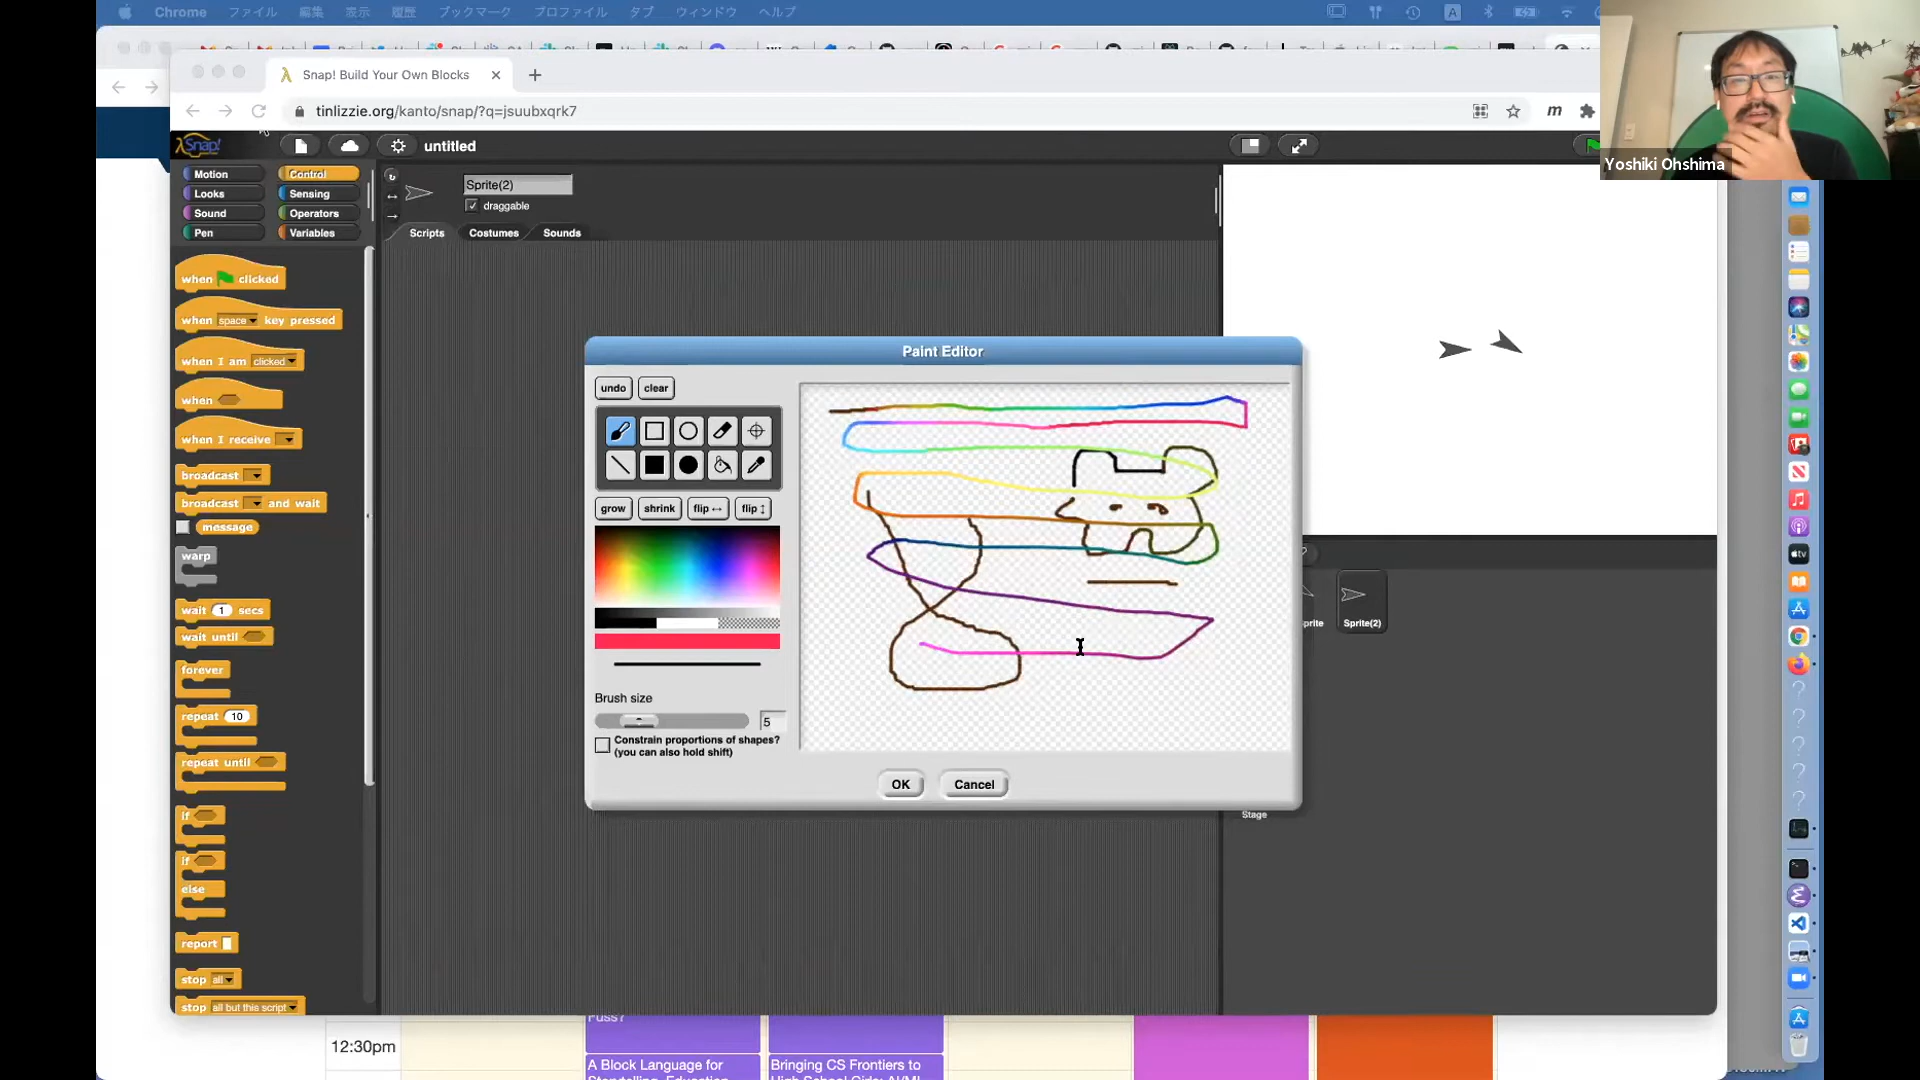 Chrome ファイル 編集 表示 履歴 ブックマーク プロファイル タブ ウィンドウ ヘルプ
Snap! Build Your Own Blocks
tinlizzie.org/kanto/snap/?q=jsuubxqrk7
Yoshiki Ohshima
Snap! untitled
Motion Control
Looks Sensing
Sound Operators
Pen Variables
Sprite(2)
draggable
Scripts Costumes Sounds
when clicked
when space key pressed
when I am clicked
when
when I receive
broadcast
broadcast and wait
message
warp
wait 1 secs
wait until
forever
repeat 10
repeat until
if
if
else
report
stop all
stop all but this script
Paint Editor
undo clear
grow shrink flip ↔ flip ↕
Brush size
5
Constrain proportions of shapes?
(you can also hold shift)
OK Cancel
Sprite(2)
Stage
12:30pm
Fuss?
A Block Language for
Bringing CS Frontiers to